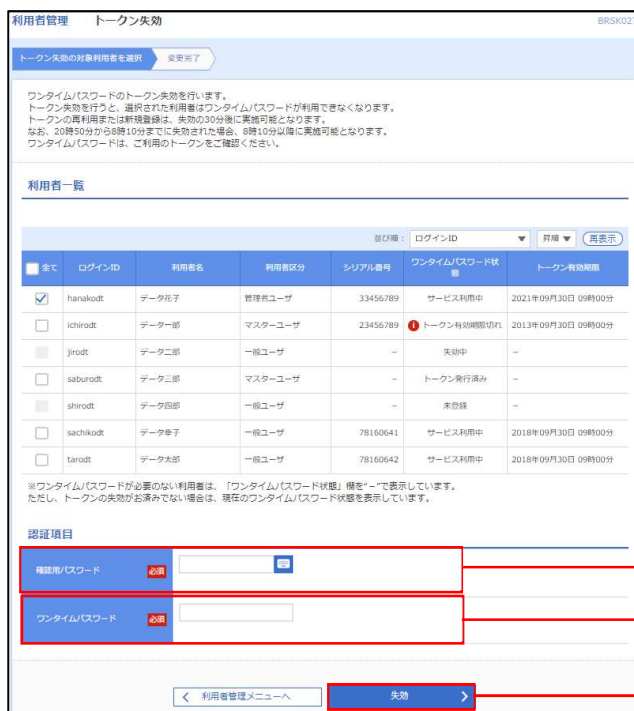 利用者管理 トークン失効 BRSK027
トークン失効の対象利用者を選択 変更完了
ワンタイムパスワードのトークン失効を行います。
トークン失効を行うと、選択された利用者はワンタイムパスワードが利用できなくなります。
トークンの再利用または新規登録は、失効の30分後に実施可能となります。
なお、20時50分から8時10分までに失効された場合、8時10分以降に実施可能となります。
ワンタイムパスワードは、ご利用のトークンをご確認ください。
利用者一覧
並び順： ログインID 昇順 再表示
全て ログインID 利用者名 利用者区分 シリアル番号 ワンタイムパスワード状態 トークン有効期限
hanakodt データ花子 管理者ユーザ 33456789 サービス利用中 2021年09月30日 09時00分
ichirodt データ一郎 マスターユーザ 23456789 トークン有効期限切れ 2013年09月30日 09時00分
jirodt データ二郎 一般ユーザ － 失効中 －
saburodt データ三郎 マスターユーザ － トークン発行済み －
shirodt データ四郎 一般ユーザ － 未登録 －
sachikodt データ幸子 一般ユーザ 78160641 サービス利用中 2018年09月30日 09時00分
tarodt データ太郎 一般ユーザ 78160642 サービス利用中 2018年09月30日 09時00分
※ワンタイムパスワードが必要のない利用者は、「ワンタイムパスワード状態」欄を"－"で表示しています。
ただし、トークンの失効がお済みでない場合は、現在のワンタイムパスワード状態を表示しています。
認証項目
確認用パスワード 必須
ワンタイムパスワード 必須
利用者管理メニューへ 失効